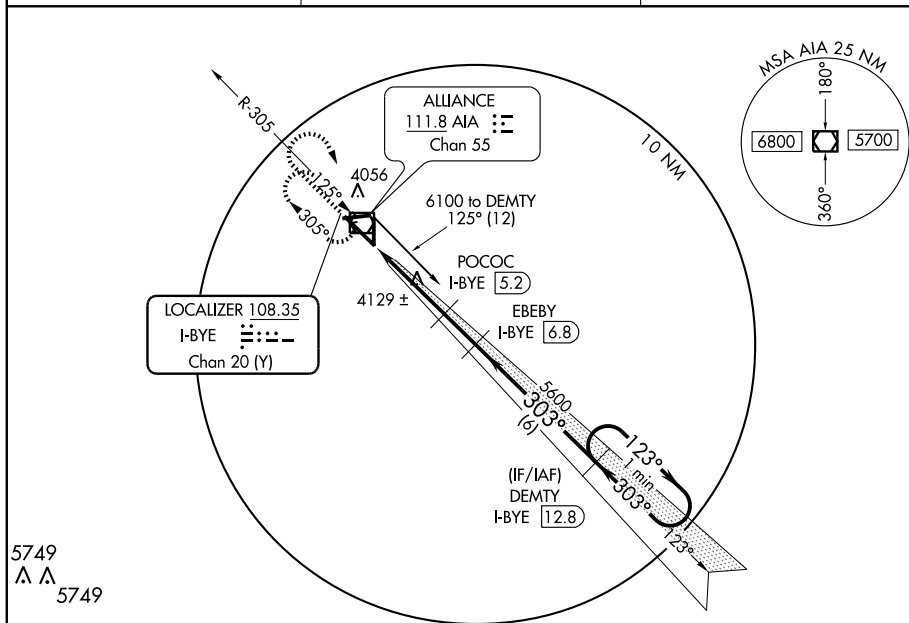 MSA AIA 25 NM
180°
6800
5700
360°
10 NM
R-305
ALLIANCE
111.8 AIA
Chan 55
125°
4056
305°
6100 to DEMTY
125° (12)
POCOC
I-BYE 5.2
4129 ±
EBEBY
I-BYE 6.8
LOCALIZER 108.35
I-BYE
Chan 20 (Y)
5600
303°
(6)
123°
1 min
303°
(IF/IAF)
DEMTY
I-BYE 12.8
123°
5749
5749